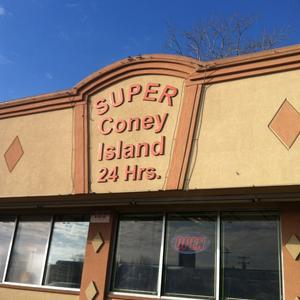 SUPER
Coney
Island
24 Hrs.
OPEN